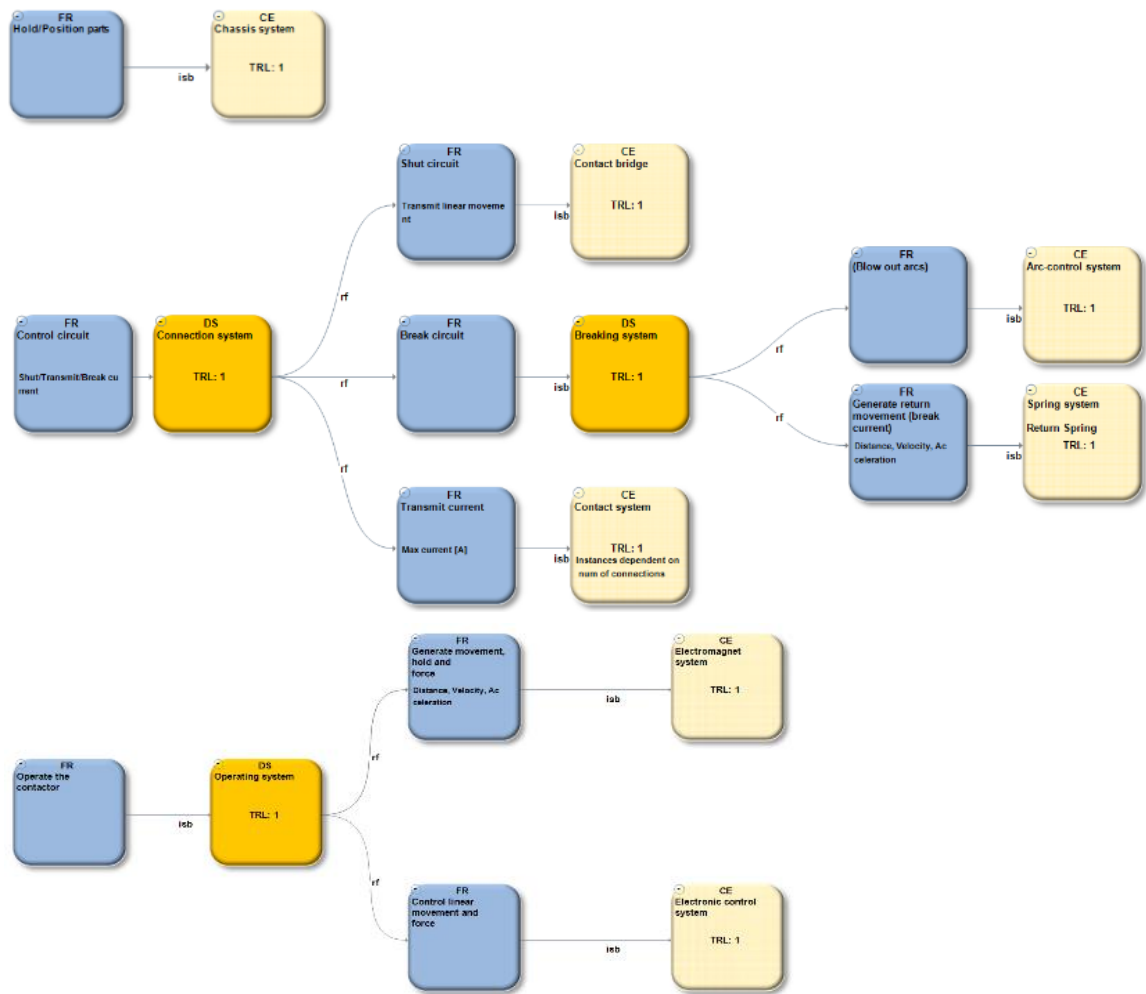 FR
Hold/Position parts
isb
CE
Chassis system
TRL: 1
FR
Shut circuit
Transmit linear moveme
nt
isb
CE
Contact bridge
TRL: 1
rf
FR
Control circuit
Shut/Transmit/Break cu
rrent
DS
Connection system
TRL: 1
rf
FR
Break circuit
isb
DS
Breaking system
TRL: 1
rf
FR
(Blow out arcs)
isb
CE
Arc-control system
TRL: 1
rf
FR
Generate return
movement (break
current)
Distance, Velocity, Ac
celeration
isb
CE
Spring system
Return Spring
TRL: 1
rf
FR
Transmit current
Max current [A]
isb
CE
Contact system
TRL: 1
Instances dependent on
num of connections
FR
Operate the
contactor
isb
DS
Operating system
TRL: 1
rf
FR
Generate movement,
hold and
force
Distance, Velocity, Ac
celeration
isb
CE
Electromagnet
system
TRL: 1
rf
FR
Control linear
movement and
force
isb
CE
Electronic control
system
TRL: 1